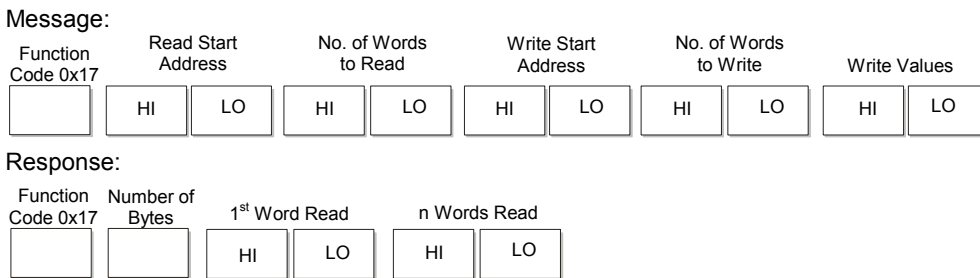 Message:
Function Code 0x17
Read Start Address
No. of Words to Read
Write Start Address
No. of Words to Write
Write Values
HI LO HI LO HI LO HI LO HI LO
Response:
Function Code 0x17
Number of Bytes
1st Word Read
n Words Read
HI LO HI LO